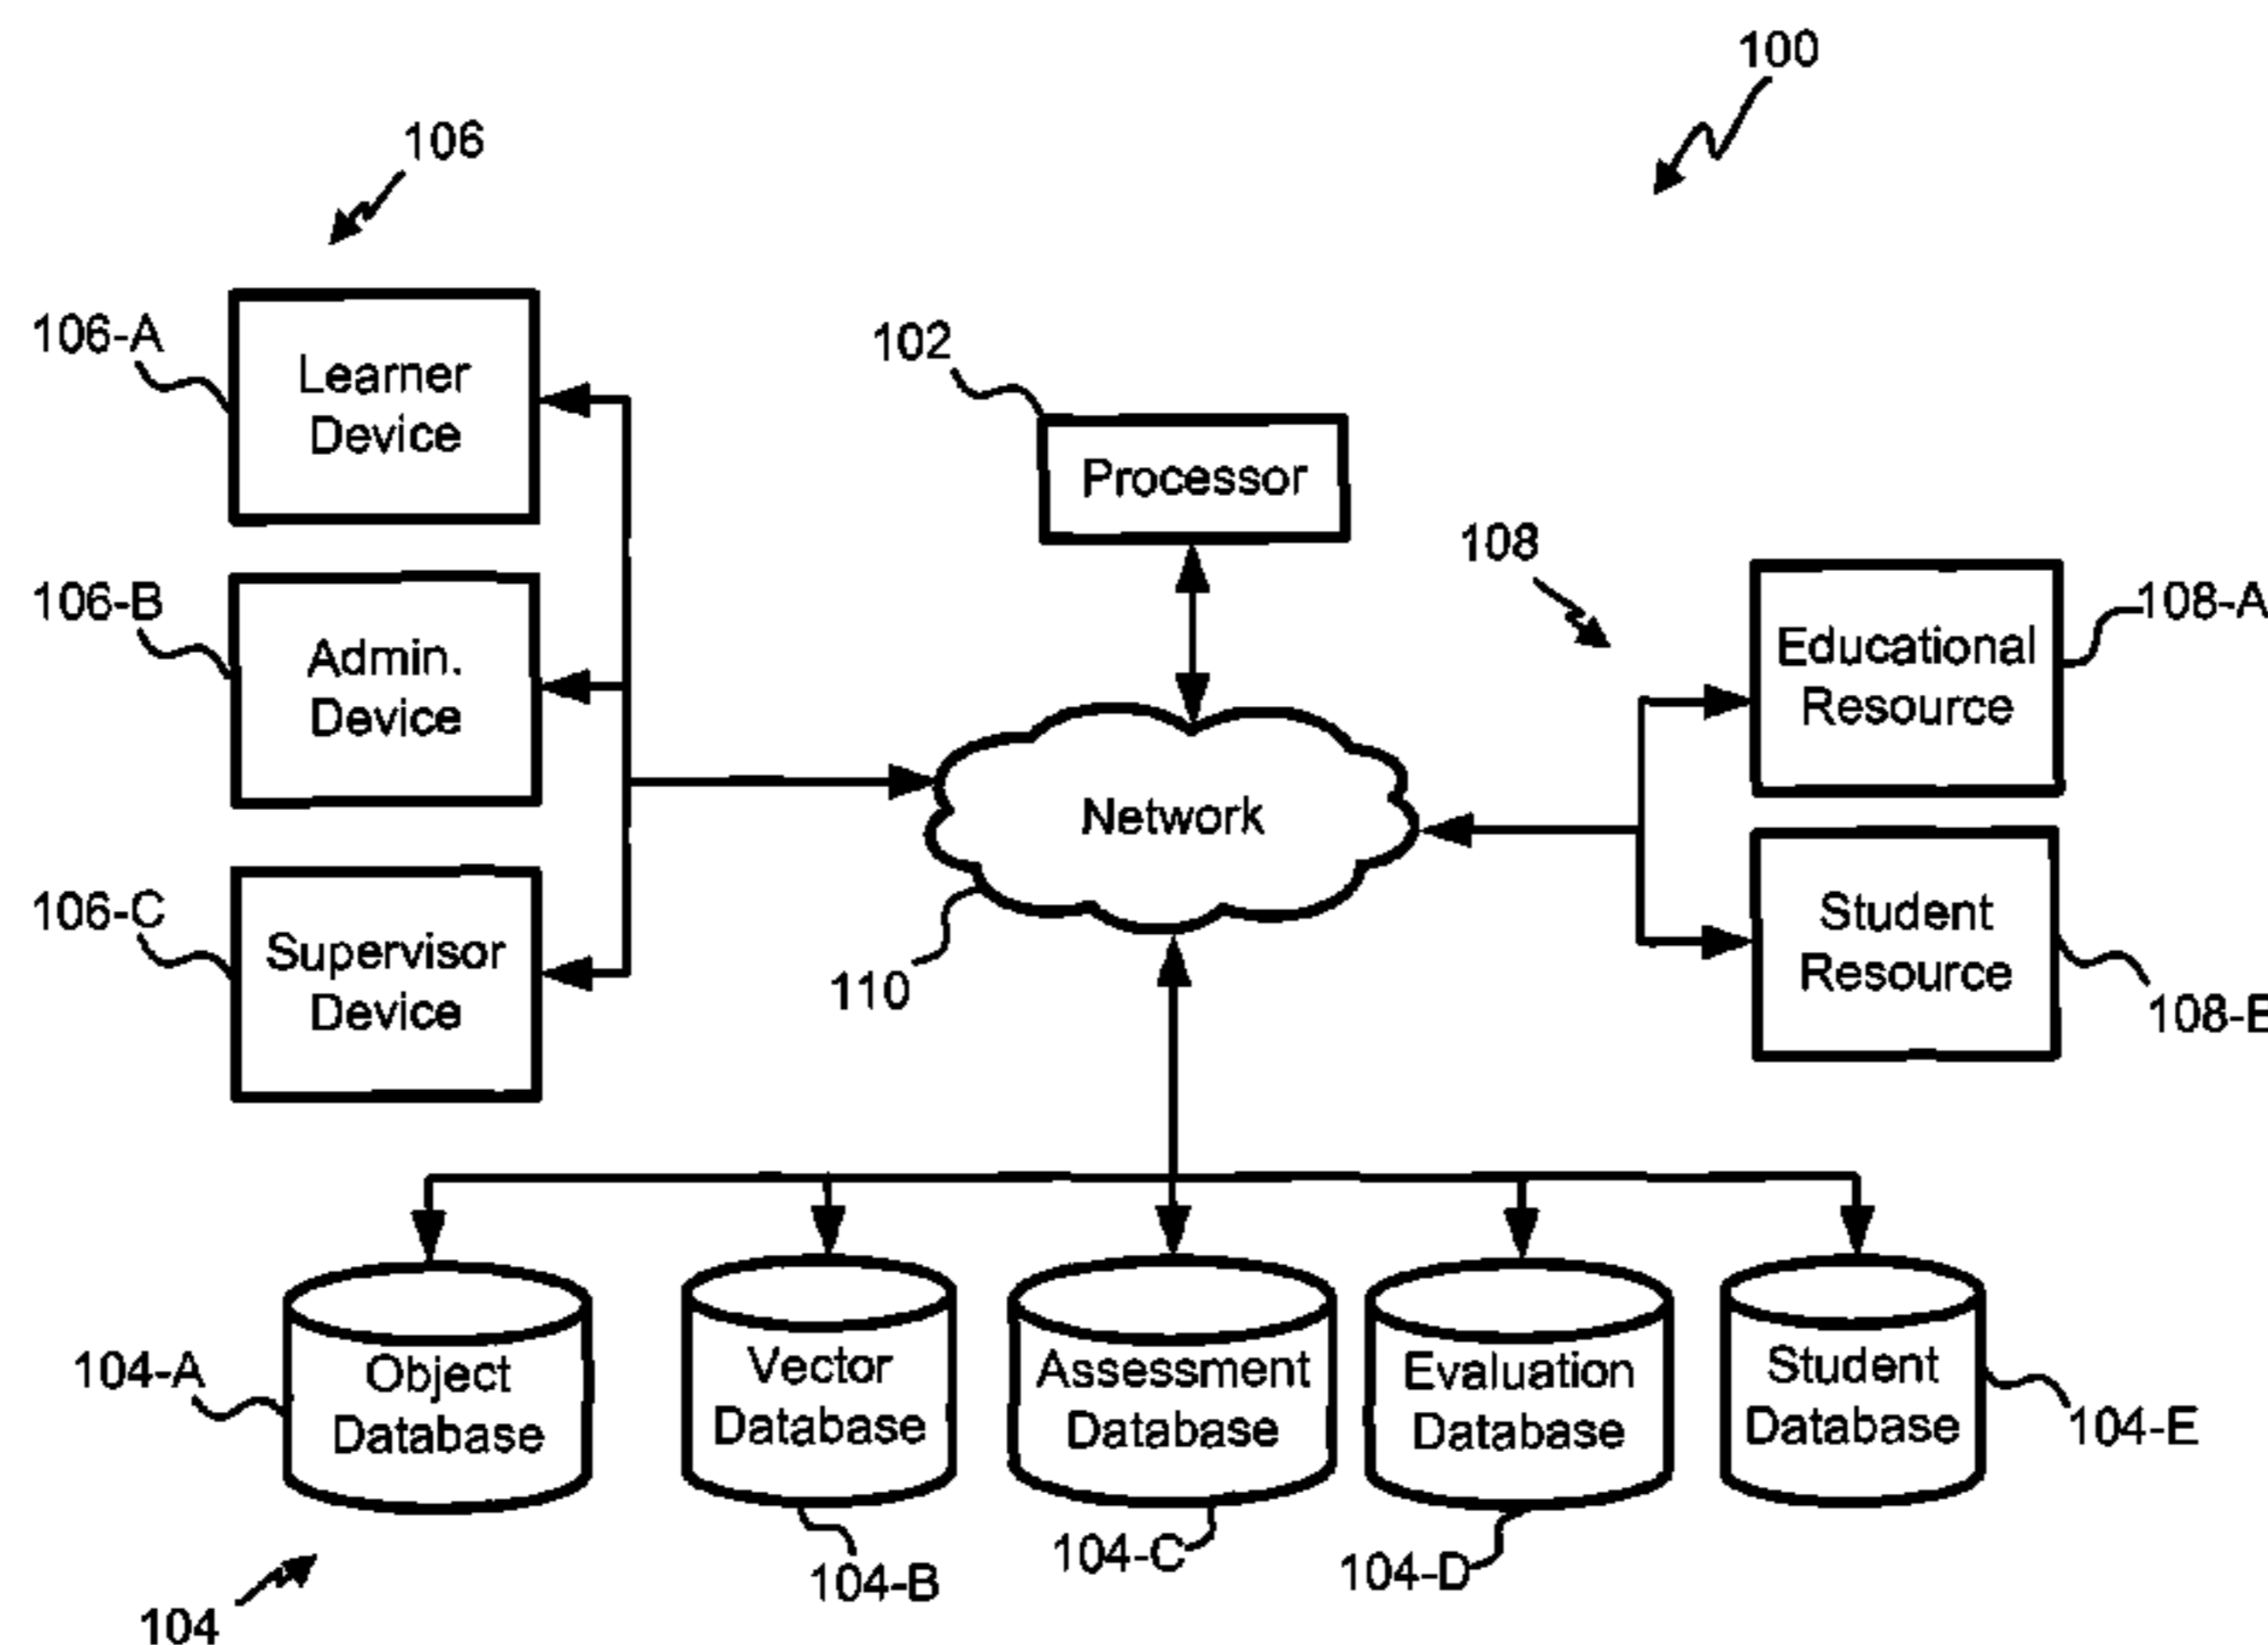 100
106
106-A
Learner
Device
102
Processor
106-B
Admin.
Device
108
Educational
Resource
108-A
Network
106-C
Supervisor
Device
110
Student
Resource
104-A
Object
Database
Vector
Database
104-B
Assessment
Database
104-C
Evaluation
Database
104-D
Student
Database
104-E
104